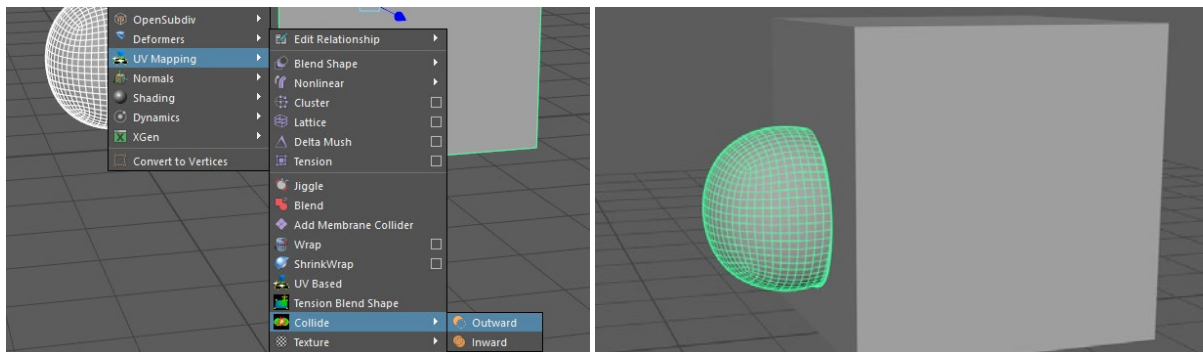 OpenSubdiv
Deformers
UV Mapping
Normals
Shading
Dynamics
XGen
Convert to Vertices
Edit Relationship
Blend Shape
Nonlinear
Cluster
Lattice
Delta Mush
Tension
Jiggle
Blend
Add Membrane Collider
Wrap
ShrinkWrap
UV Based
Tension Blend Shape
Collide
Texture
Outward
Inward